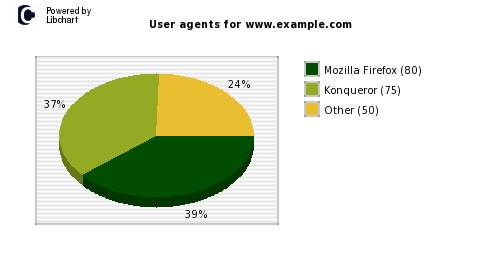 Powered by
Libchart
User agents for www.example.com
24%
37%
39%
Mozilla Firefox (80)
Konqueror (75)
Other (50)